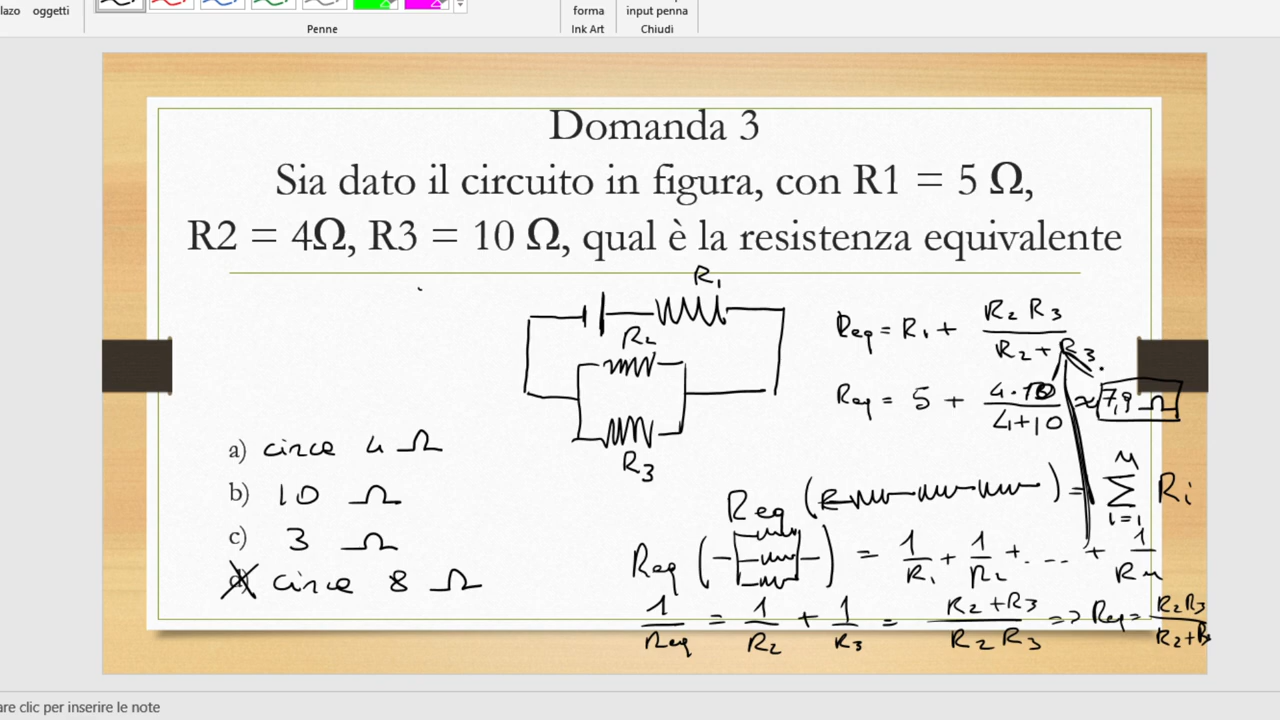 lazo oggetti
forma
input penna
Penne
Ink Art
Chiudi
Domanda 3
Sia dato il circuito in figura, con R1 = 5 Ω,
R2 = 4Ω, R3 = 10 Ω, qual è la resistenza equivalente
R1
R2
R3
Req = R1 + R2 R3 / R2 + R3
Req = 5 + 4·10 / 4+10 ≈ 7,9 Ω
a) circa 4 Ω
b) 10 Ω
c) 3 Ω
d) circa 8 Ω
Req ( ) = n Σ i=1 Ri
Req ( ) = 1/R1 + 1/R2 + .... + 1/Rn
1/Req = 1/R2 + 1/R3 = R2+R3 / R2 R3 => Req = R2R3 / R2+R
are clic per inserire le note